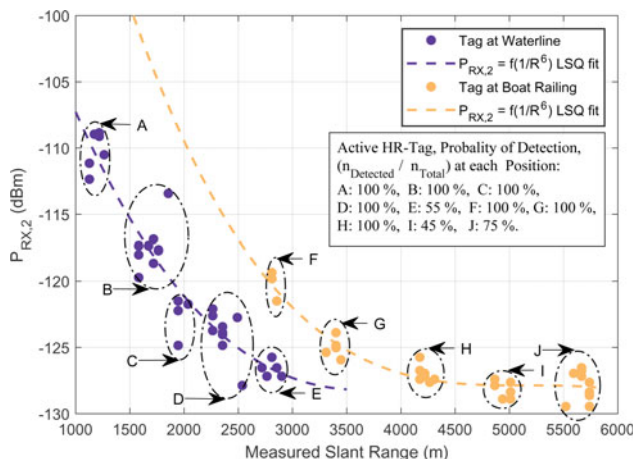 -100
-105
-110
-115
-120
-125
-130
P_RX,2 (dBm)
1000 1500 2000 2500 3000 3500 4000 4500 5000 5500 6000
Measured Slant Range (m)
Tag at Waterline
P_RX,2 = f(1/R^6) LSQ fit
Tag at Boat Railing
P_RX,2 = f(1/R^6) LSQ fit
Active HR-Tag, Probality of Detection,
(n_Detected / n_Total) at each Position:
A: 100 %, B: 100 %, C: 100%,
D: 100%, E: 55 %, F: 100%, G: 100%,
H: 100%, I: 45 %, J: 75 %.
A
B
C
D
E
F
G
H
I
J